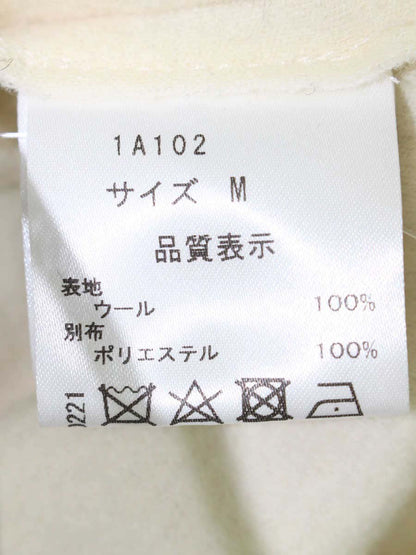 1A102
サイズ M
品質表示
表地
ウール 100%
別布
ポリエステル 100%